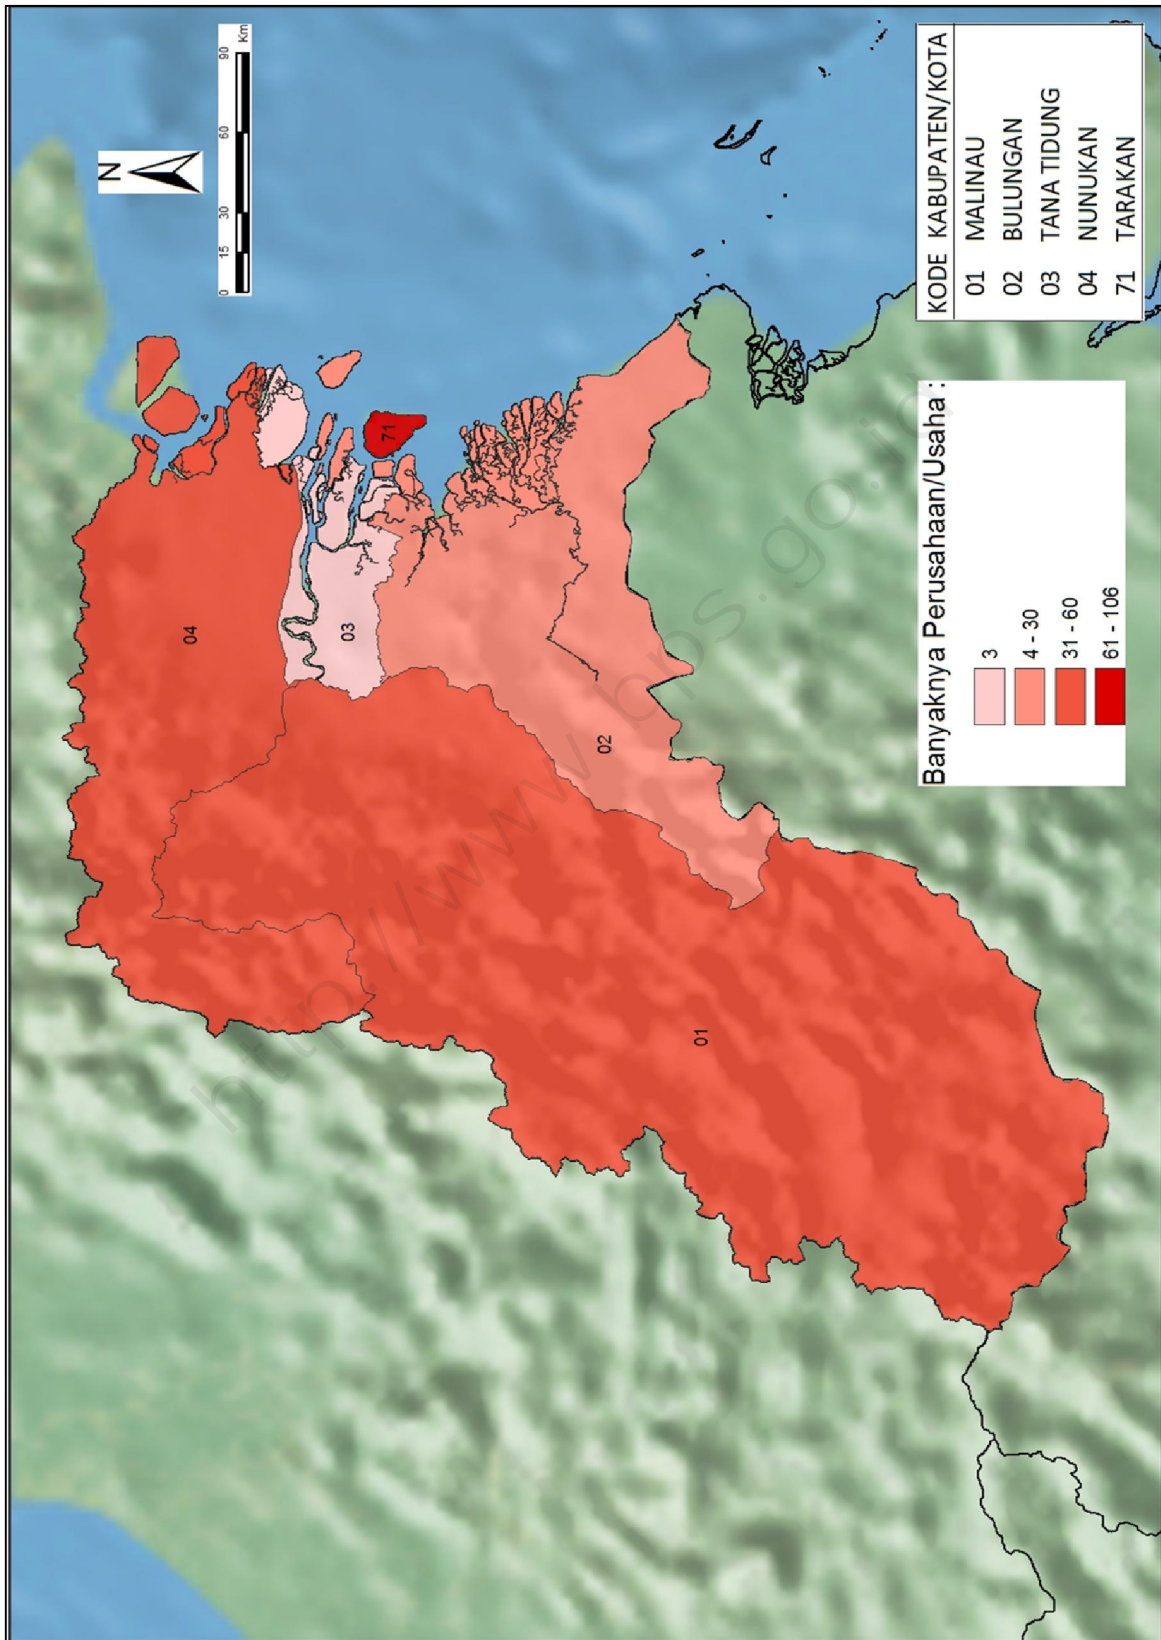 N
0 15 30 60 90
Km
04
03
71
02
01
http://www.bps.go.id
Banyaknya Perusahaan/Usaha :
3
4 - 30
31 - 60
61 - 106
KODE KABUPATEN/KOTA
01 MALINAU
02 BULUNGAN
03 TANA TIDUNG
04 NUNUKAN
71 TARAKAN